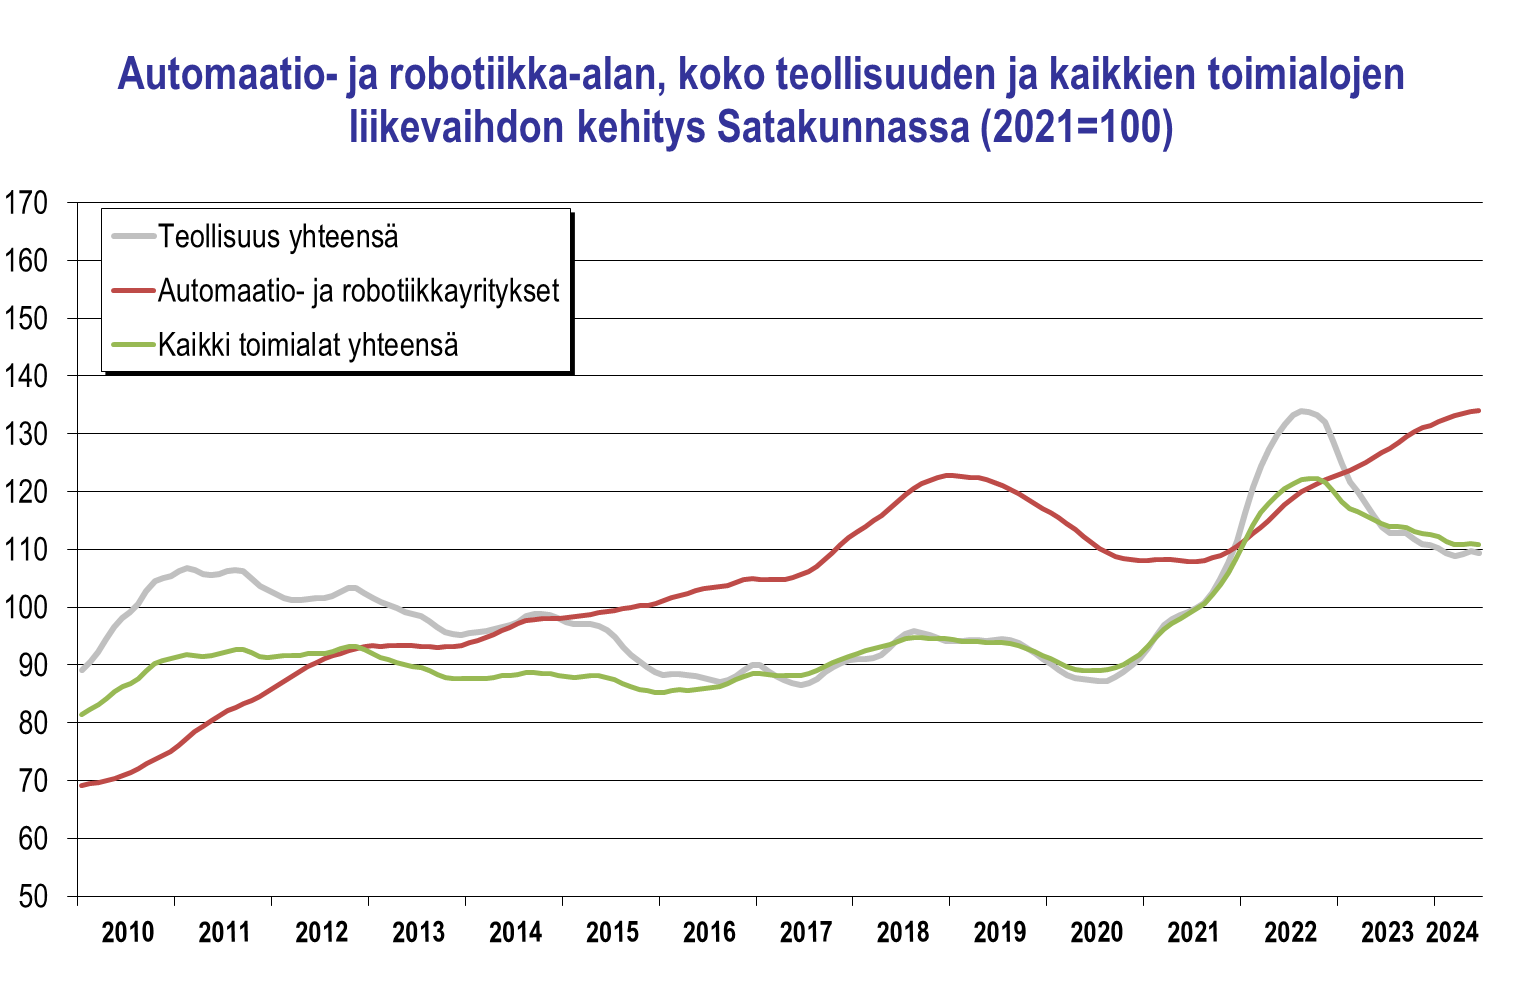 Automaatio- ja robotiikka-alan, koko teollisuuden ja kaikkien toimialojen
liikevaihdon kehitys Satakunnassa (2021=100)
170
160
150
140
130
120
110
100
90
80
70
60
50
Teollisuus yhteensä
Automaatio- ja robotiikkayritykset
Kaikki toimialat yhteensä
2010 2011 2012 2013 2014 2015 2016 2017 2018 2019 2020 2021 2022 2023 2024